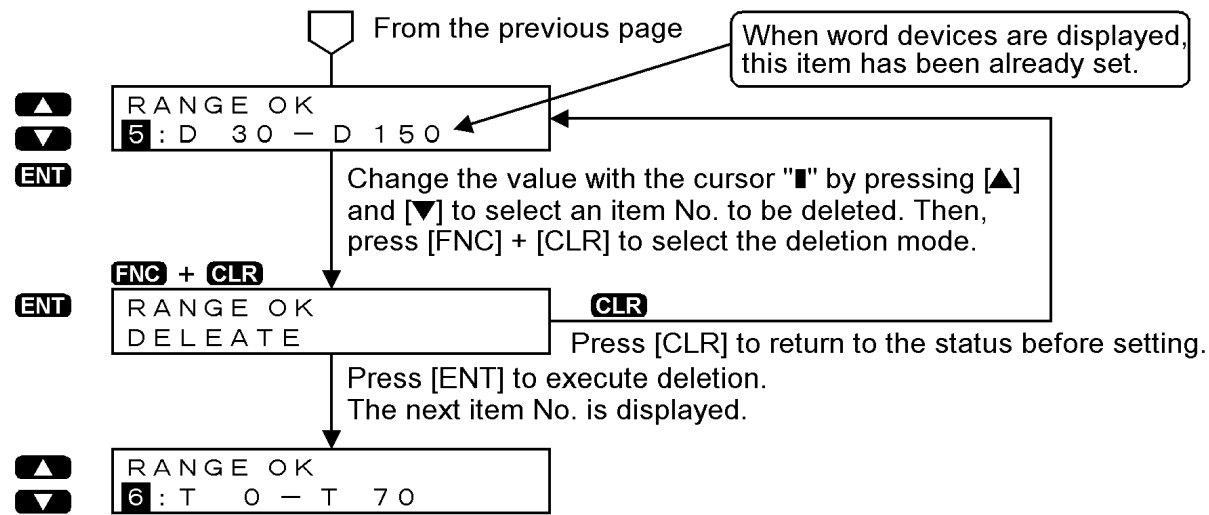 From the previous page
When word devices are displayed,
this item has been already set.
RANGE OK
5:D 30 — D 150
ENT
Change the value with the cursor "▮" by pressing [▲]
and [▼] to select an item No. to be deleted. Then,
press [FNC] + [CLR] to select the deletion mode.
FNC + CLR
ENT
RANGE OK
DELEATE
CLR
Press [CLR] to return to the status before setting.
Press [ENT] to execute deletion.
The next item No. is displayed.
RANGE OK
6:T 0 — T 70